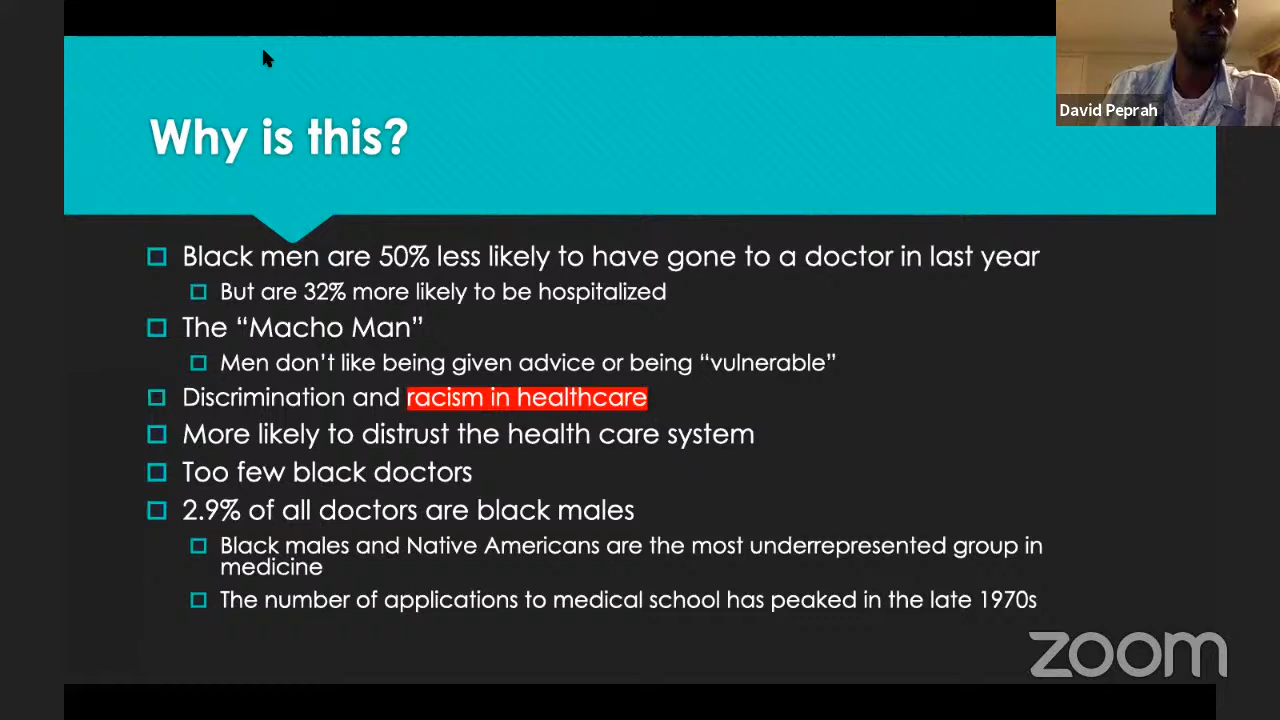 David Peprah
Why is this?
Black men are 50% less likely to have gone to a doctor in last year
But are 32% more likely to be hospitalized
The “Macho Man”
Men don’t like being given advice or being “vulnerable”
Discrimination and racism in healthcare
More likely to distrust the health care system
Too few black doctors
2.9% of all doctors are black males
Black males and Native Americans are the most underrepresented group in
medicine
The number of applications to medical school has peaked in the late 1970s
zoom